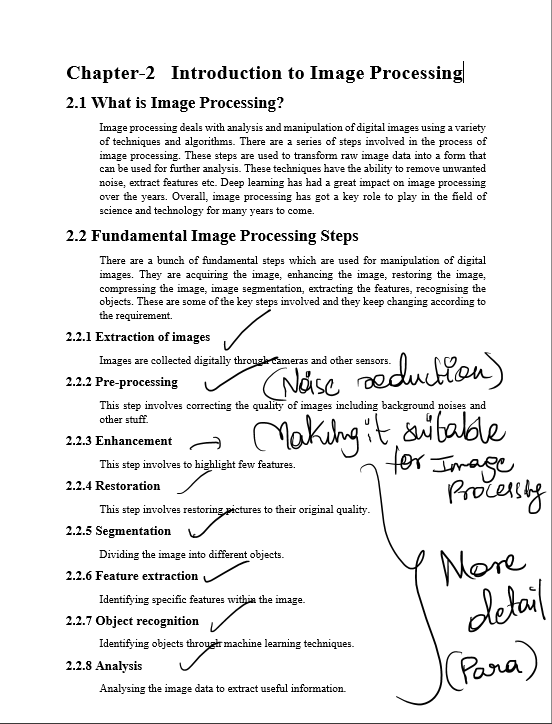 Chapter-2 Introduction to Image Processing
2.1 What is Image Processing?
Image processing deals with analysis and manipulation of digital images using a variety
of techniques and algorithms. There are a series of steps involved in the process of
image processing. These steps are used to transform raw image data into a form that
can be used for further analysis. These techniques have the ability to remove unwanted
noise, extract features etc. Deep learning has had a great impact on image processing
over the years. Overall, image processing has got a key role to play in the field of
science and technology for many years to come.
2.2 Fundamental Image Processing Steps
There are a bunch of fundamental steps which are used for manipulation of digital
images. They are acquiring the image, enhancing the image, restoring the image,
compressing the image, image segmentation, extracting the features, recognising the
objects. These are some of the key steps involved and they keep changing according to
the requirement.
2.2.1 Extraction of images
Images are collected digitally through cameras and other sensors.
2.2.2 Pre-processing
(Noise reduction)
This step involves correcting the quality of images including background noises and
other stuff.
2.2.3 Enhancement
Making it suitable
for Image
Processing
This step involves to highlight few features.
2.2.4 Restoration
This step involves restoring pictures to their original quality.
2.2.5 Segmentation
Dividing the image into different objects.
2.2.6 Feature extraction
Identifying specific features within the image.
2.2.7 Object recognition
Identifying objects through machine learning techniques.
2.2.8 Analysis
Analysing the image data to extract useful information.
More
detail
(Para)